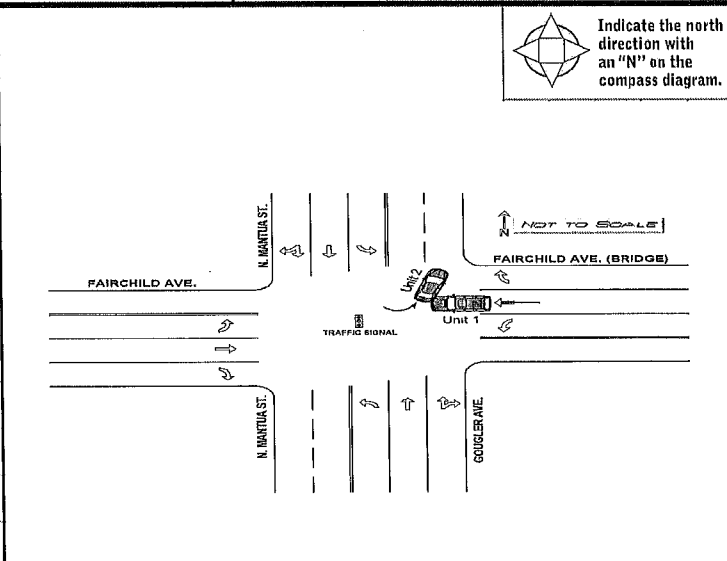 Indicate the north
direction with
an "N" on the
compass diagram.
N. MANTUA ST.
N NOT TO SCALE
FAIRCHILD AVE. (BRIDGE)
FAIRCHILD AVE.
Unit 2
Unit 1
TRAFFIC SIGNAL
N. MANTUA ST.
GOUGLER AVE.